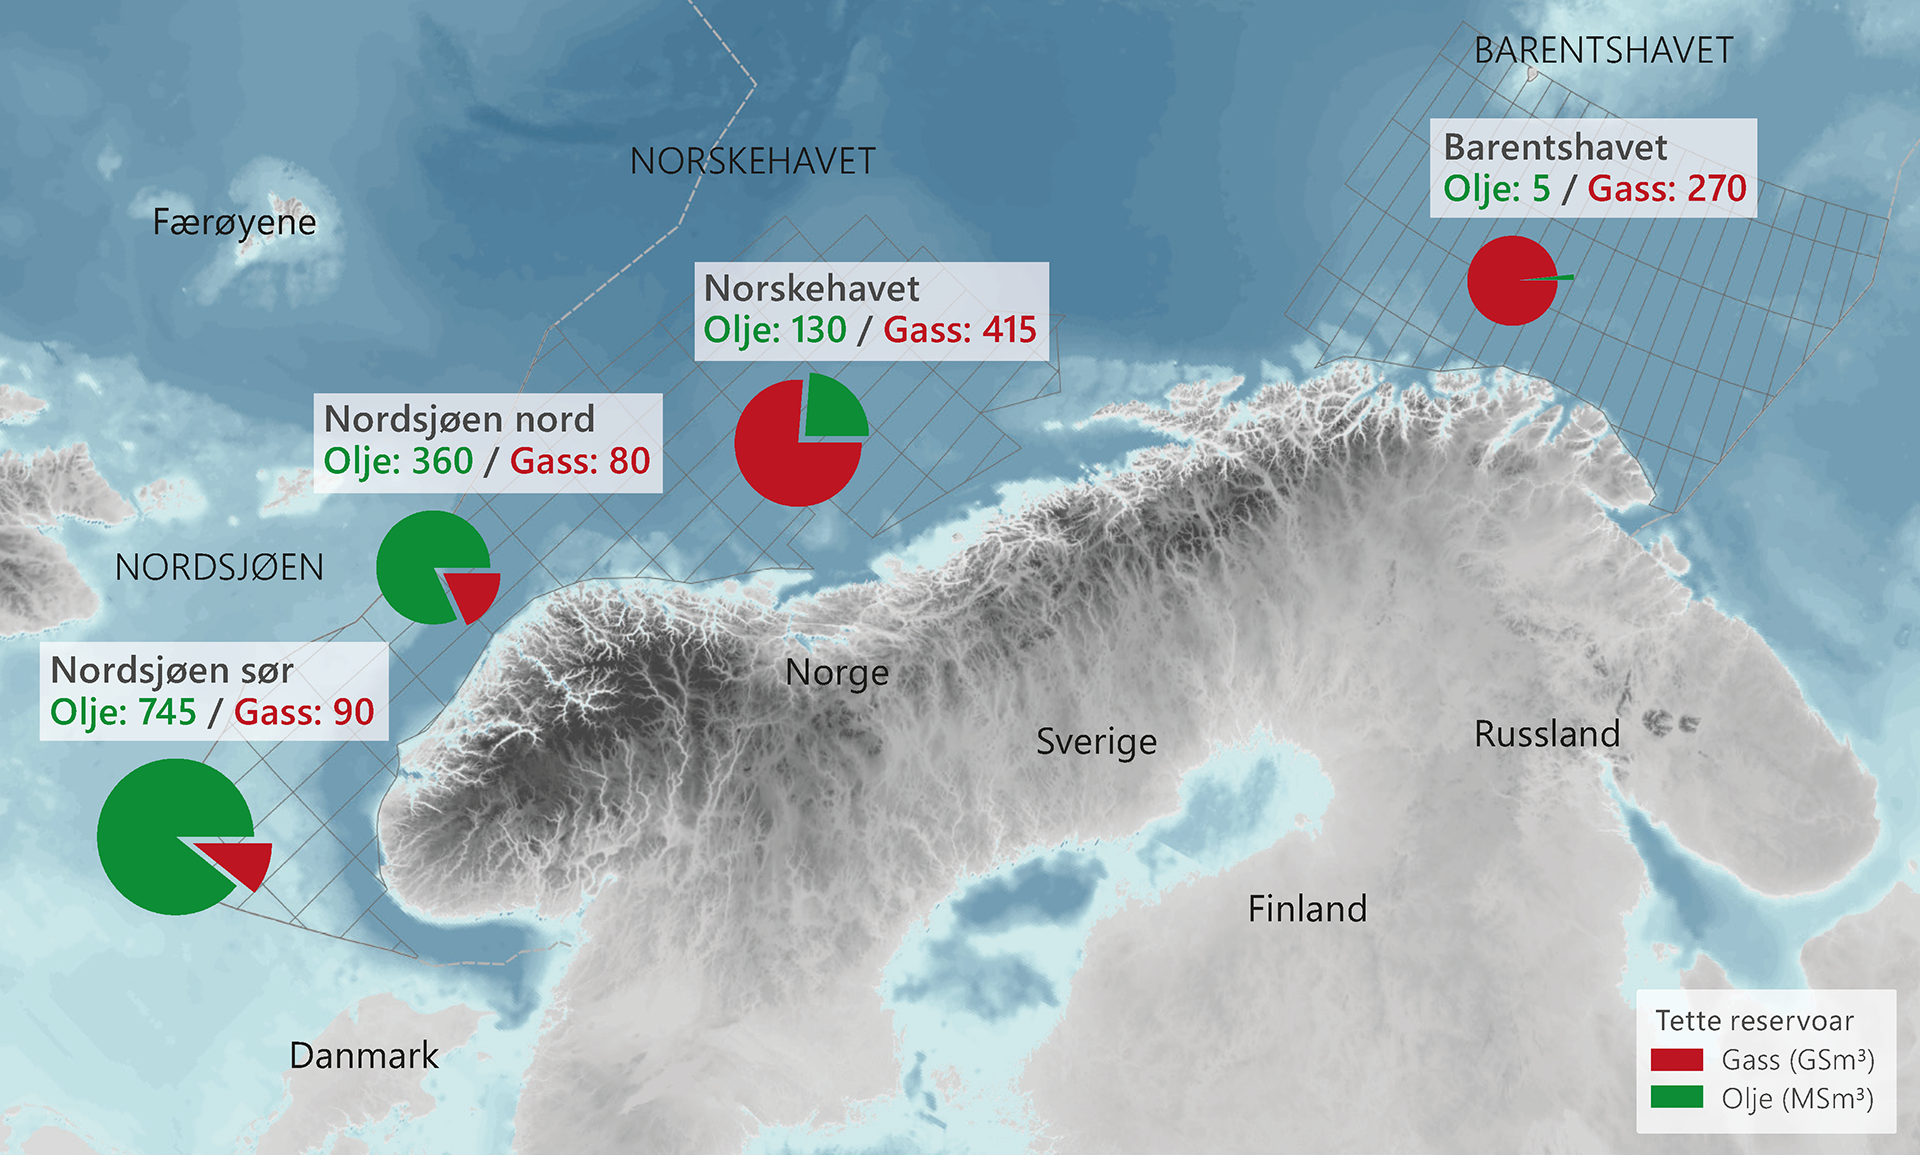 BARENTSHAVET
Barentshavet
Olje: 5 / Gass: 270
NORSKEHAVET
Færøyene
Norskehavet
Olje: 130 / Gass: 415
Nordsjøen nord
Olje: 360 / Gass: 80
NORDSJØEN
Nordsjøen sør
Olje: 745 / Gass: 90
Norge
Sverige
Russland
Finland
Danmark
Tette reservoar
Gass (GSm³)
Olje (MSm³)